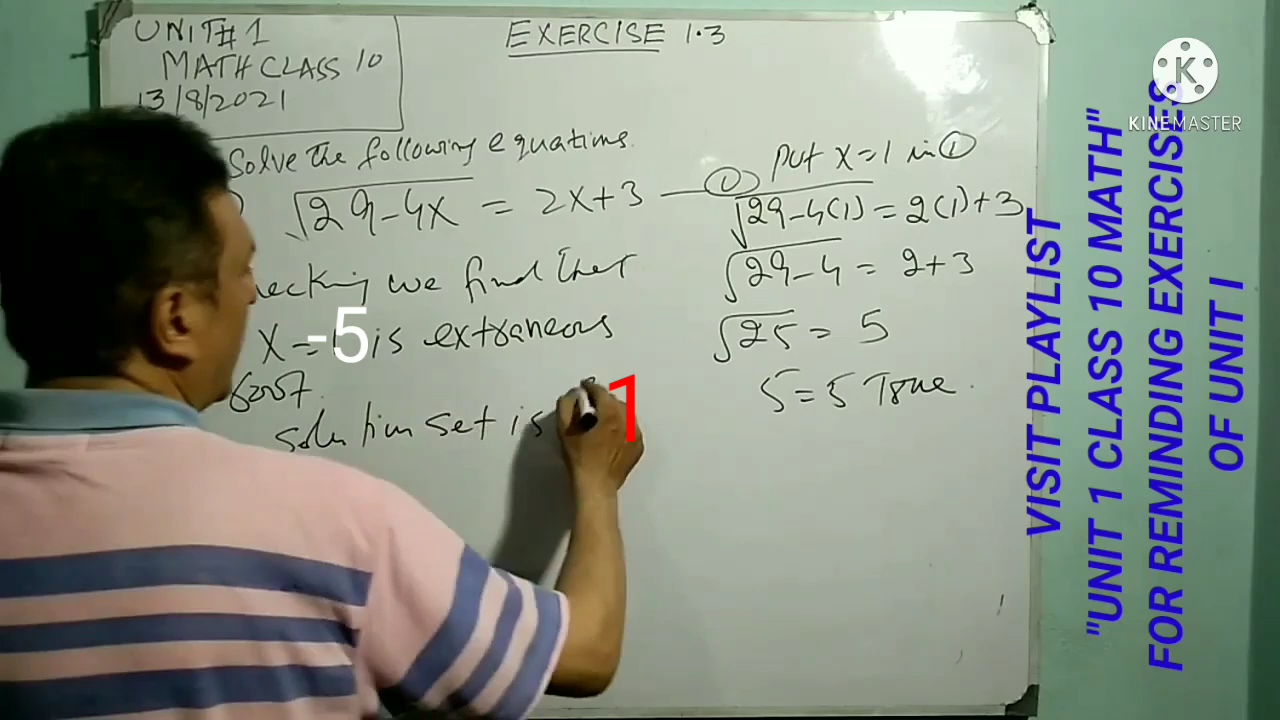 UNIT#1
MATH CLASS 10
13/8/2021
EXERCISE 1.3
Solve the following equations.
√29-4x = 2x+3 — ①
ecking we find that
x = -5 is extraneous
root
solution set is 1
Put x=1 in ①
√29-4(1) = 2(1)+3
√29-4 = 2+3
√25 = 5
5=5 True.
KINEMASTER
VISIT PLAYLIST
"UNIT 1 CLASS 10 MATH"
FOR REMINDING EXERCISES
OF UNIT I